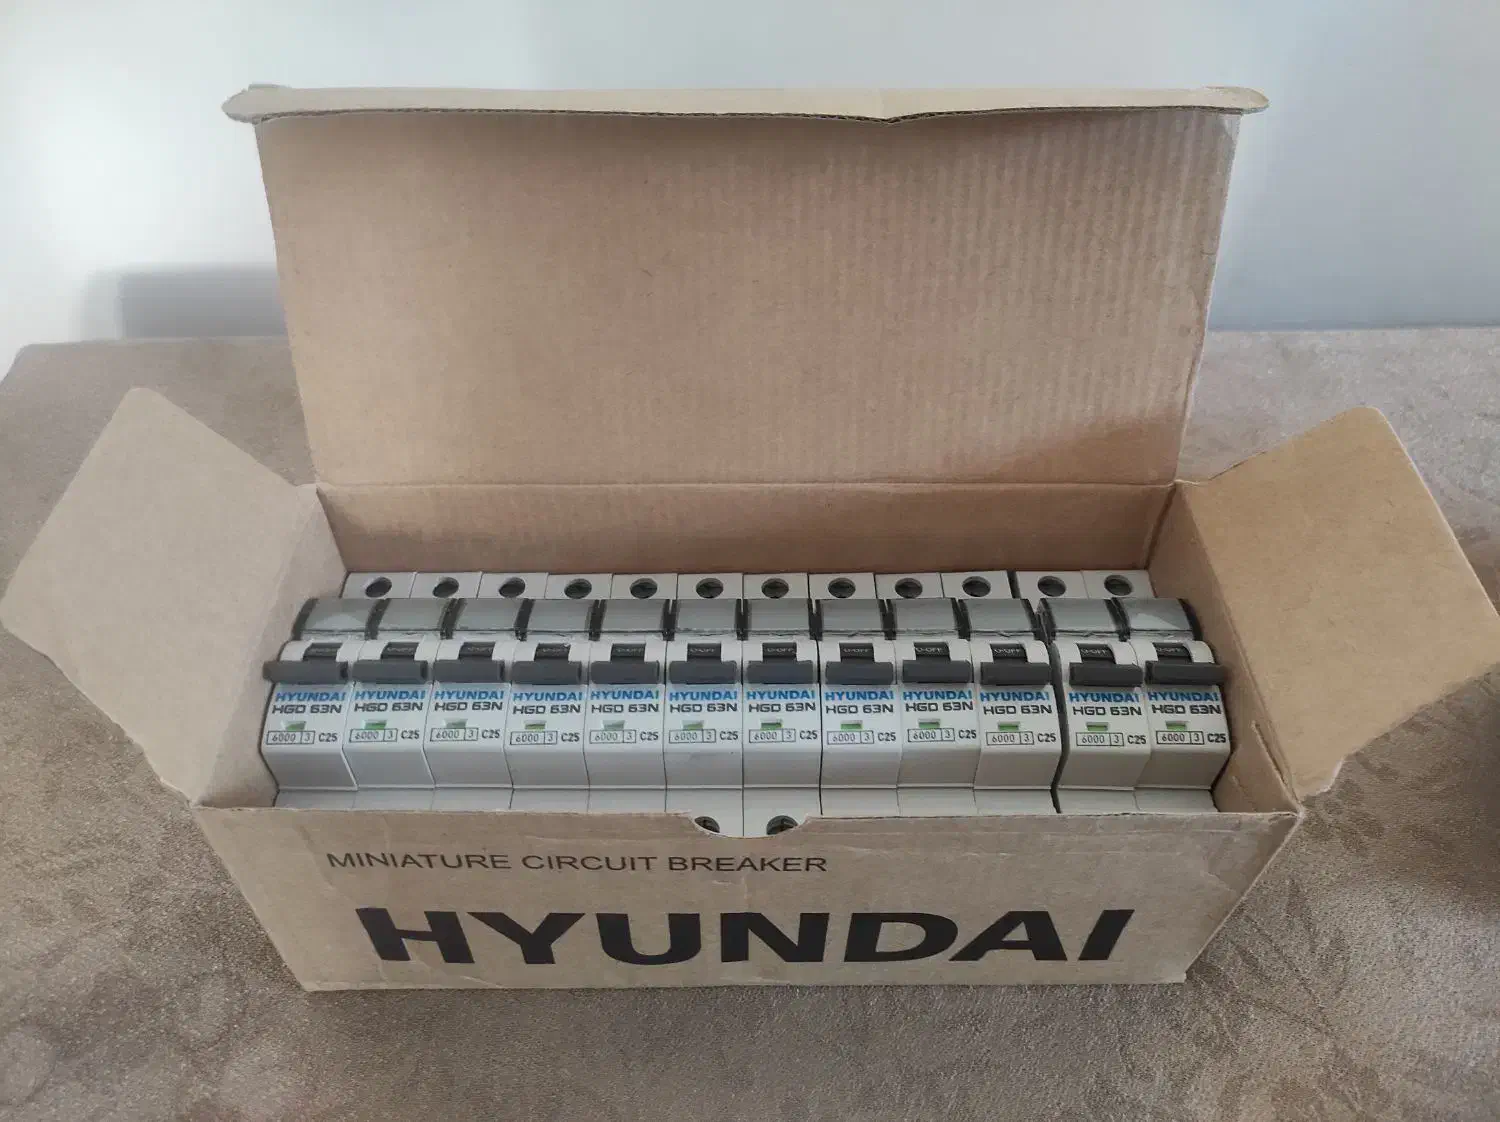 HYUNDAI HYUNDAI HYUNDAI HYUNDAI HYUNDAI HYUNDAI HYUNDAI HYUNDAI HYUNDAI HYUNDAI HYUNDAI HYUNDAI
HGD 63N HGD 63N HGD 63N HGD 63N HGD 63N HGD 63N HGD 63N HGD 63N HGD 63N HGD 63N HGD 63N HGD 63N
6000 3 C25 6000 3 C25 6000 3 C25 6000 3 C25 6000 3 C25 6000 3 C25 6000 3 C25 6000 3 C25 6000 3 C25 6000 3 C25 6000 3 C25 6000 3 C25
MINIATURE CIRCUIT BREAKER
HYUNDAI